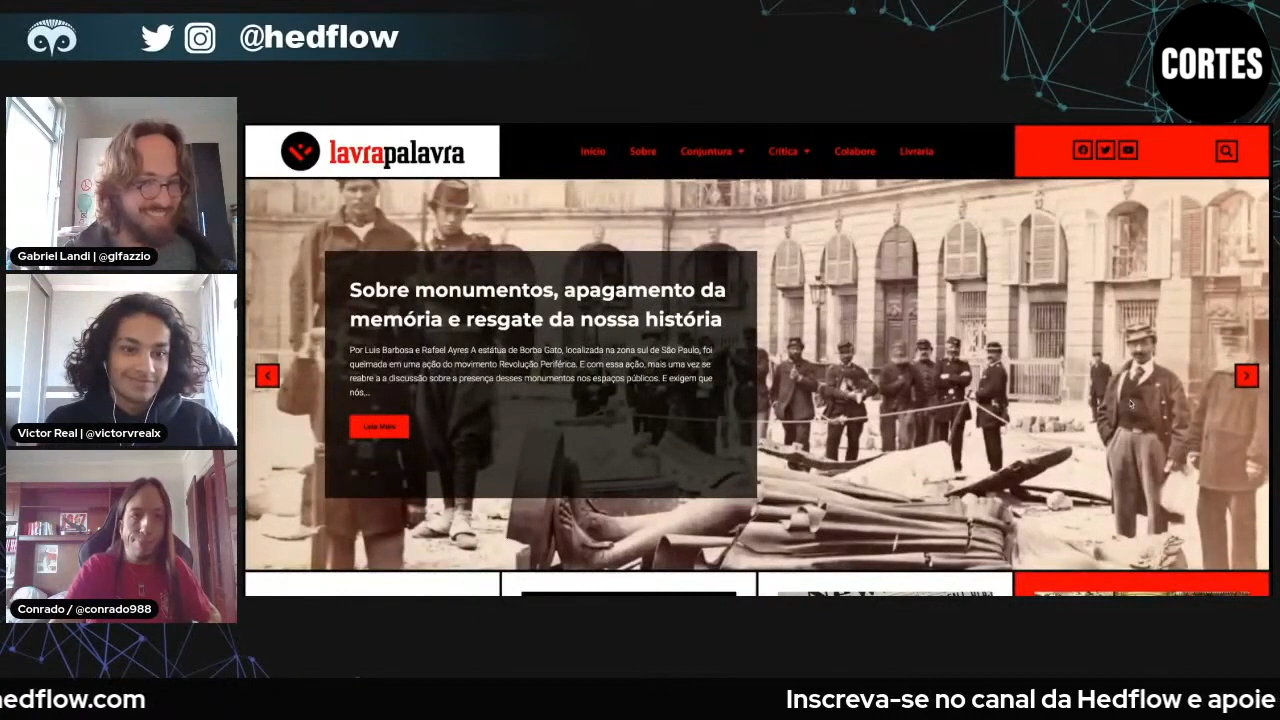 @hedflow
CORTES
Gabriel Landi | @glfazzio
Victor Real | @victorvrealx
Conrado / @conrado988
lavrapalavra
Início Sobre Conjuntura Crítica Colabore Livraria
Sobre monumentos, apagamento da
memória e resgate da nossa história
Por Luis Barbosa e Rafael Ayres A estátua de Borba Gato, localizada na zona sul de São Paulo, foi
queimada em uma ação do movimento Revolução Periférica. E com essa ação, mais uma vez se
reabre a a discussão sobre a presença desses monumentos nos espaços públicos. E exigem que
nós,...
Leia Mais
hedflow.com
Inscreva-se no canal da Hedflow e apoie